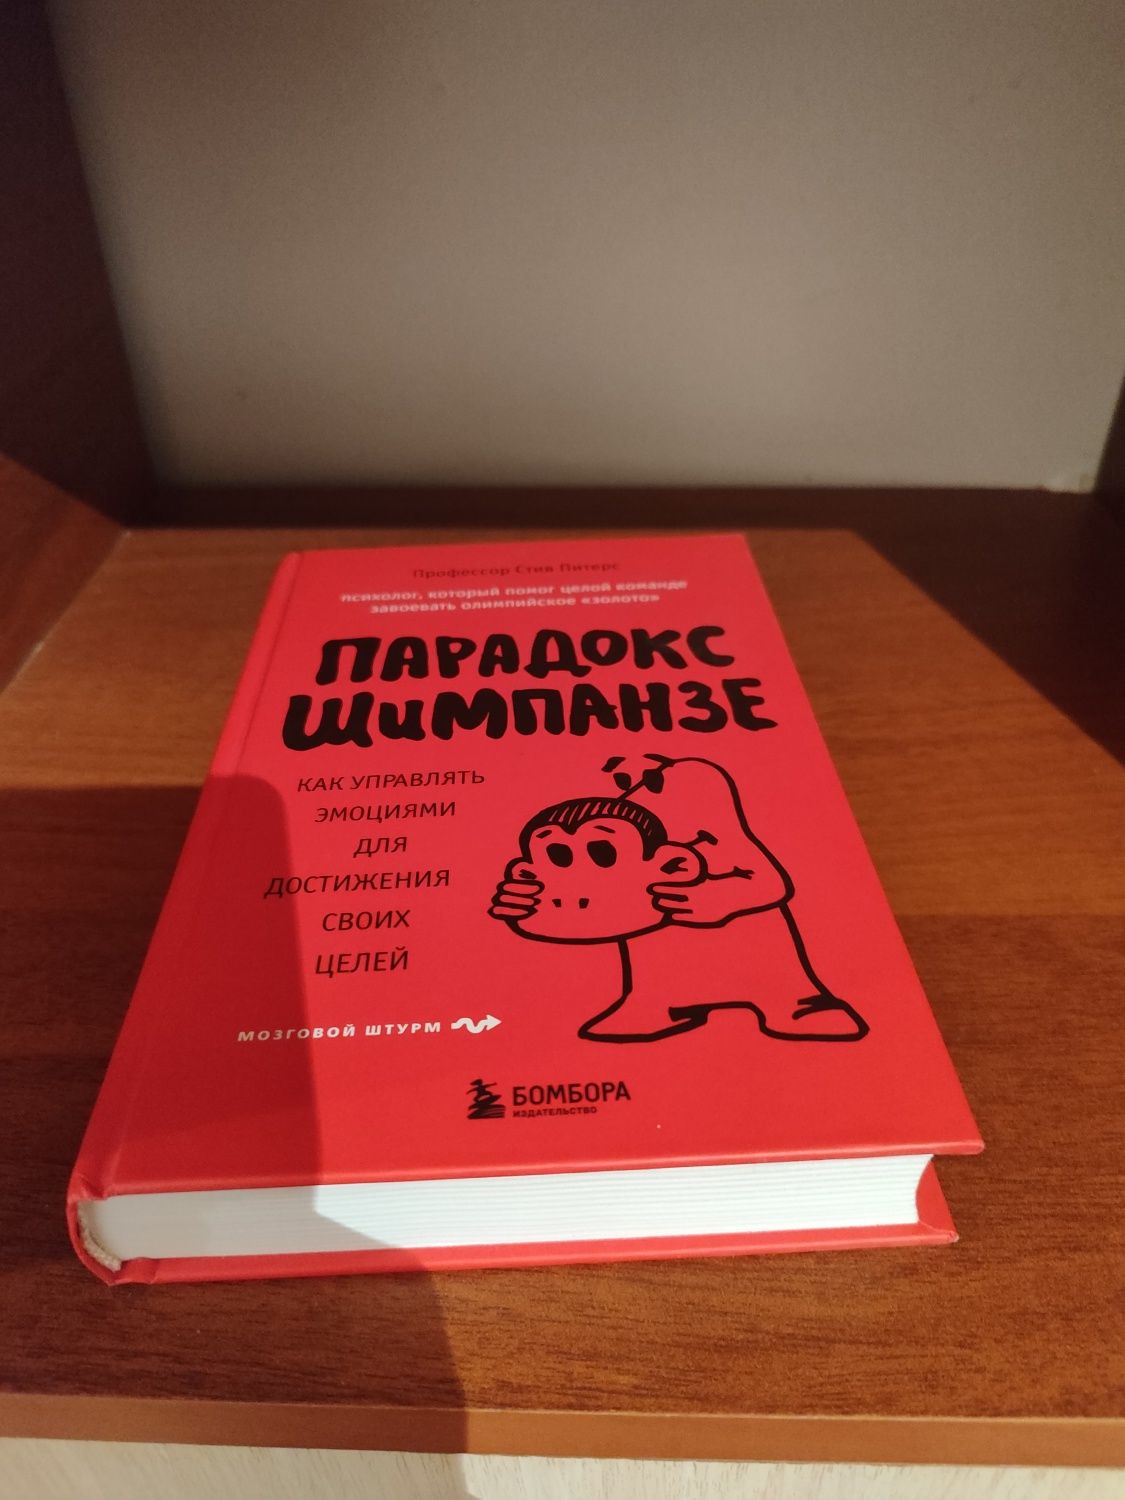 Профессор Стив Питерс
психолог, который помог целой команде
завоевать олимпийское «золото»
ПАРАДОКС
ШиМПАНЗЕ
КАК УПРАВЛЯТЬ
ЭМОЦИЯМИ
ДЛЯ
ДОСТИЖЕНИЯ
СВОИХ
ЦЕЛЕЙ
МОЗГОВОЙ ШТУРМ
БОМБОРА
ИЗДАТЕЛЬСТВО